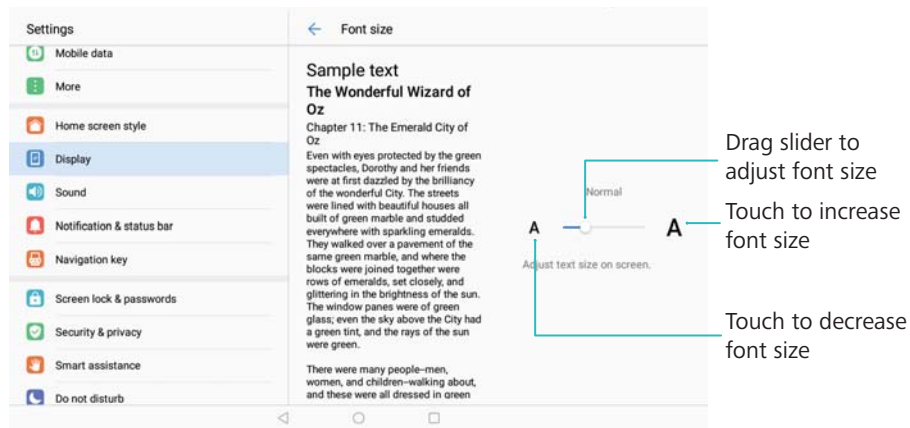 Settings
Mobile data
More
Home screen style
Display
Sound
Notification & status bar
Navigation key
Screen lock & passwords
Security & privacy
Smart assistance
Do not disturb
Font size
Sample text
The Wonderful Wizard of
Oz
Chapter 11: The Emerald City of
Oz
Even with eyes protected by the green
spectacles, Dorothy and her friends
were at first dazzled by the brilliancy
of the wonderful City. The streets
were lined with beautiful houses all
built of green marble and studded
everywhere with sparkling emeralds.
They walked over a pavement of the
same green marble, and where the
blocks were joined together were
rows of emeralds, set closely, and
glittering in the brightness of the sun.
The window panes were of green
glass; even the sky above the City had
a green tint, and the rays of the sun
were green.
There were many people–men,
women, and children–walking about,
and these were all dressed in green
Normal
A
A
Adjust text size on screen.
Drag slider to
adjust font size
Touch to increase
font size
Touch to decrease
font size